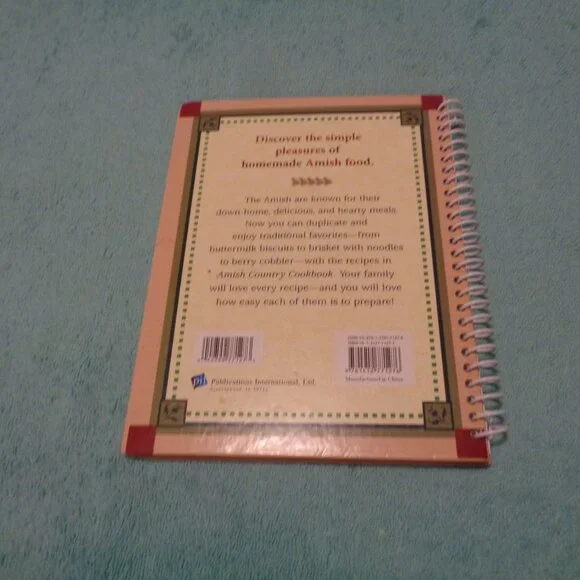 Discover the simple
pleasures of
homemade Amish food.
The Amish are known for their
down-home, delicious, and hearty meals.
Now you can duplicate and
enjoy traditional favorites—from
buttermilk biscuits to brisket with noodles
to berry cobbler—with the recipes in
Amish Country Cookbook. Your family
will love every recipe—and you will love
how easy each of them is to prepare!
pil Publications International, Ltd.
Manufactured in China